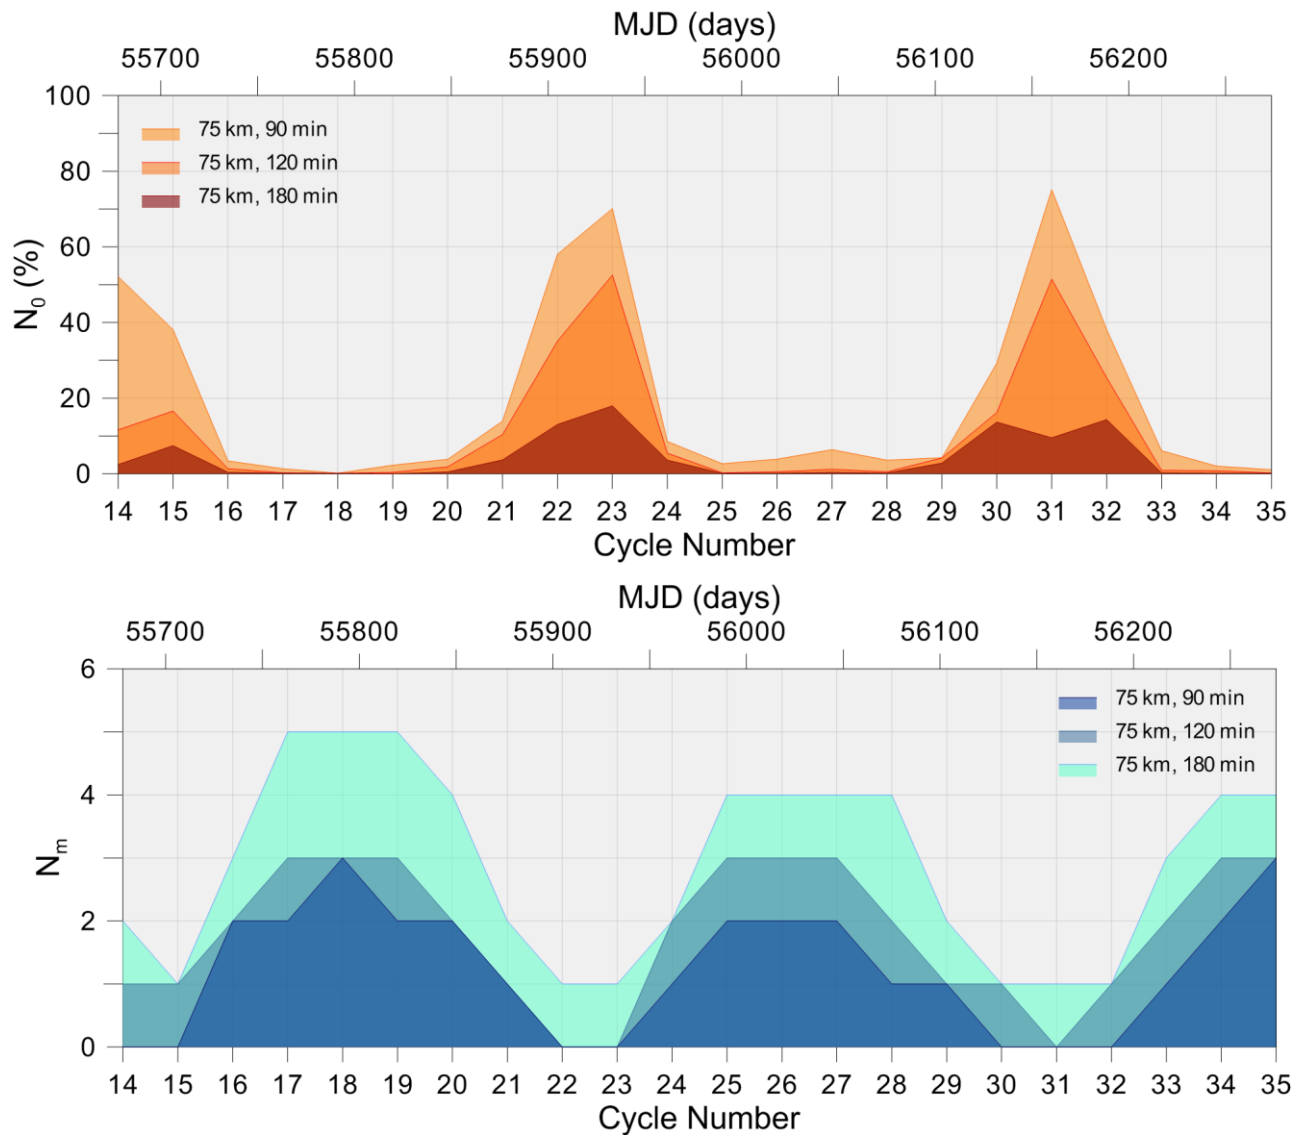 MJD (days)
55700 55800 55900 56000 56100 56200
100
80
60
40
20
0
N₀ (%)
75 km, 90 min
75 km, 120 min
75 km, 180 min
14 15 16 17 18 19 20 21 22 23 24 25 26 27 28 29 30 31 32 33 34 35
Cycle Number
MJD (days)
55700 55800 55900 56000 56100 56200
6
4
2
0
Nₘ
75 km, 90 min
75 km, 120 min
75 km, 180 min
14 15 16 17 18 19 20 21 22 23 24 25 26 27 28 29 30 31 32 33 34 35
Cycle Number